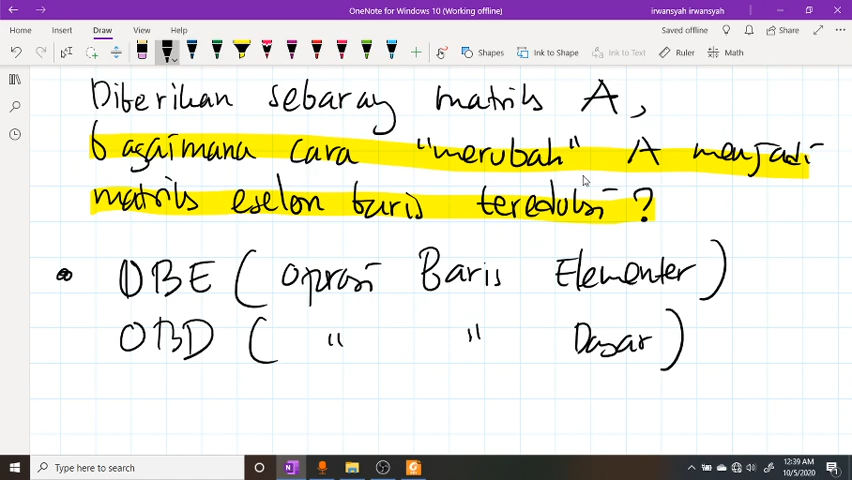 OneNote for Windows 10 (Working offline)
irwansyah irwansyah
Home Insert Draw View Help
Saved offline
Shapes Ink to Shape Ink to Text Ruler Math
Diberikan sebarang matriks A,
bagaimana cara "merubah" A menjadi
matriks eselon baris tereduksi ?
OBE ( Oprasi Baris Elementer )
OBD ( " " Dasar )
Type here to search
12:39 AM
10/5/2020